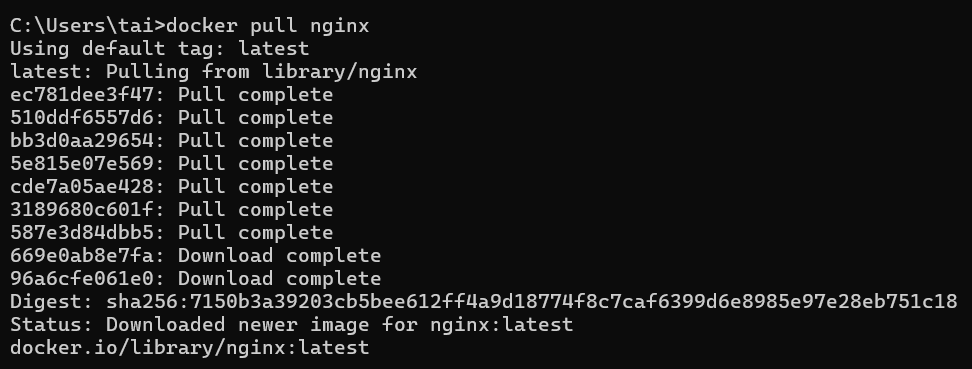 C:\Users\tai>docker pull nginx
Using default tag: latest
latest: Pulling from library/nginx
ec781dee3f47: Pull complete
510ddf6557d6: Pull complete
bb3d0aa29654: Pull complete
5e815e07e569: Pull complete
cde7a05ae428: Pull complete
3189680c601f: Pull complete
587e3d84dbb5: Pull complete
669e0ab8e7fa: Download complete
96a6cfe061e0: Download complete
Digest: sha256:7150b3a39203cb5bee612ff4a9d18774f8c7caf6399d6e8985e97e28eb751c18
Status: Downloaded newer image for nginx:latest
docker.io/library/nginx:latest